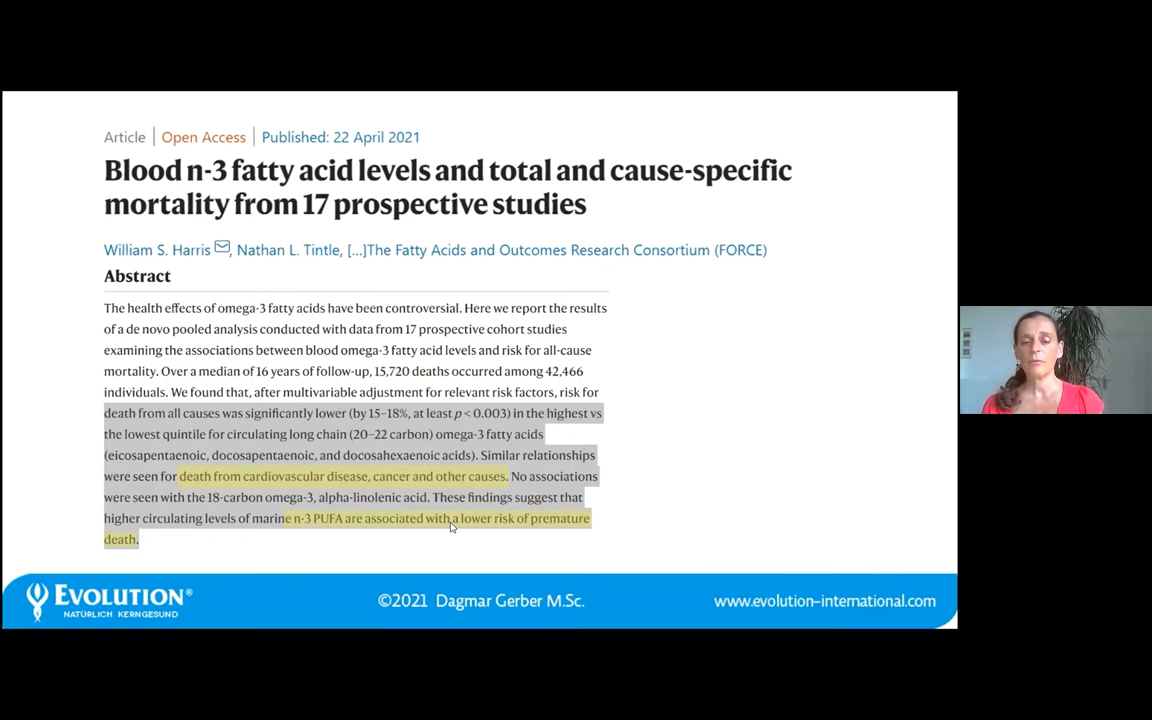 Article | Open Access | Published: 22 April 2021
Blood n-3 fatty acid levels and total and cause-specific
mortality from 17 prospective studies
William S. Harris, Nathan L. Tintle, [...]The Fatty Acids and Outcomes Research Consortium (FORCE)
Abstract
The health effects of omega-3 fatty acids have been controversial. Here we report the results
of a de novo pooled analysis conducted with data from 17 prospective cohort studies
examining the associations between blood omega-3 fatty acid levels and risk for all-cause
mortality. Over a median of 16 years of follow-up, 15,720 deaths occurred among 42,466
individuals. We found that, after multivariable adjustment for relevant risk factors, risk for
death from all causes was significantly lower (by 15–18%, at least p < 0.003) in the highest vs
the lowest quintile for circulating long chain (20–22 carbon) omega-3 fatty acids
(eicosapentaenoic, docosapentaenoic, and docosahexaenoic acids). Similar relationships
were seen for death from cardiovascular disease, cancer and other causes. No associations
were seen with the 18-carbon omega-3, alpha-linolenic acid. These findings suggest that
higher circulating levels of marine n-3 PUFA are associated with a lower risk of premature
death.
EVOLUTION®
NATÜRLICH KERNGESUND
©2021 Dagmar Gerber M.Sc.
www.evolution-international.com